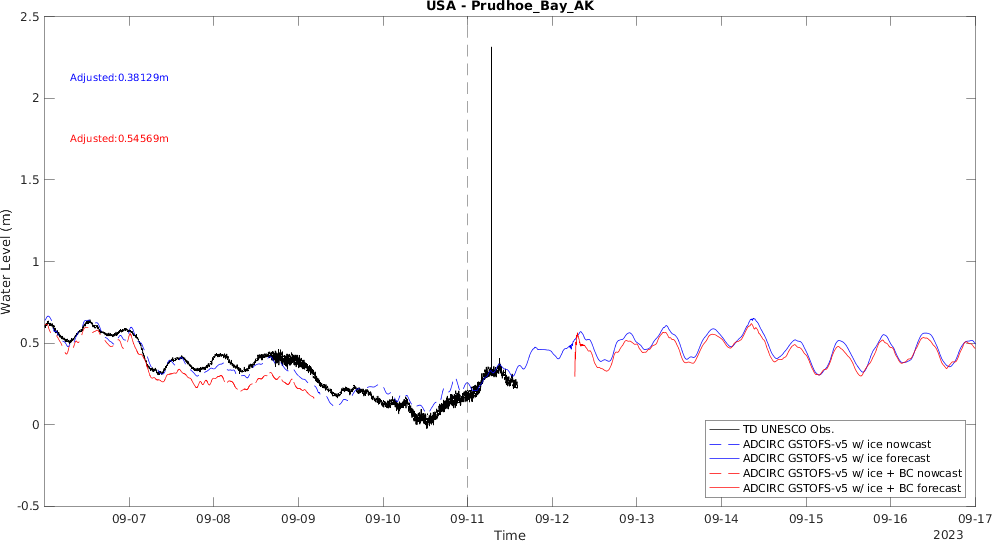 USA - Prudhoe_Bay_AK
2.5
2
1.5
1
0.5
0
-0.5
Water Level (m)
Adjusted:0.38129m
Adjusted:0.54569m
TD UNESCO Obs.
ADCIRC GSTOFS-v5 w/ ice nowcast
ADCIRC GSTOFS-v5 w/ ice forecast
ADCIRC GSTOFS-v5 w/ ice + BC nowcast
ADCIRC GSTOFS-v5 w/ ice + BC forecast
09-07 09-08 09-09 09-10 09-11 09-12 09-13 09-14 09-15 09-16 09-17
Time
2023